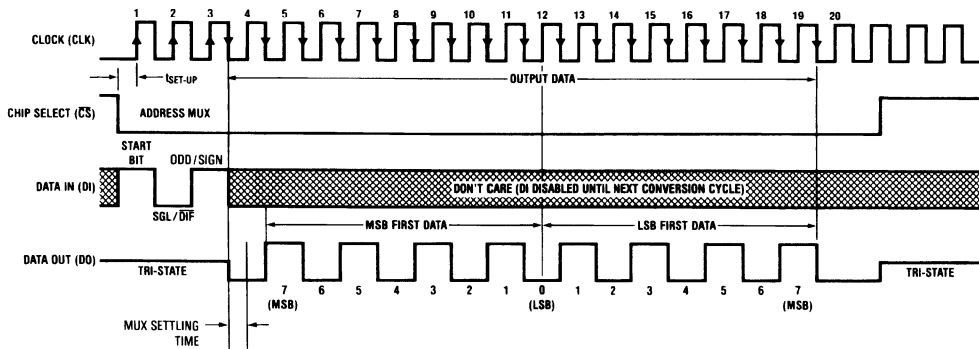 1 2 3 4 5 6 7 8 9 10 11 12 13 14 15 16 17 18 19 20
CLOCK (CLK)
tSET-UP
OUTPUT DATA
CHIP SELECT (C̅S̅)
ADDRESS MUX
START
BIT
ODD/SIGN
DATA IN (DI)
DON'T CARE (DI DISABLED UNTIL NEXT CONVERSION CYCLE)
SGL/D̅I̅F̅
MSB FIRST DATA
LSB FIRST DATA
DATA OUT (DO)
TRI-STATE
TRI-STATE
7 6 5 4 3 2 1 0 1 2 3 4 5 6 7
(MSB) (LSB) (MSB)
MUX SETTLING
TIME